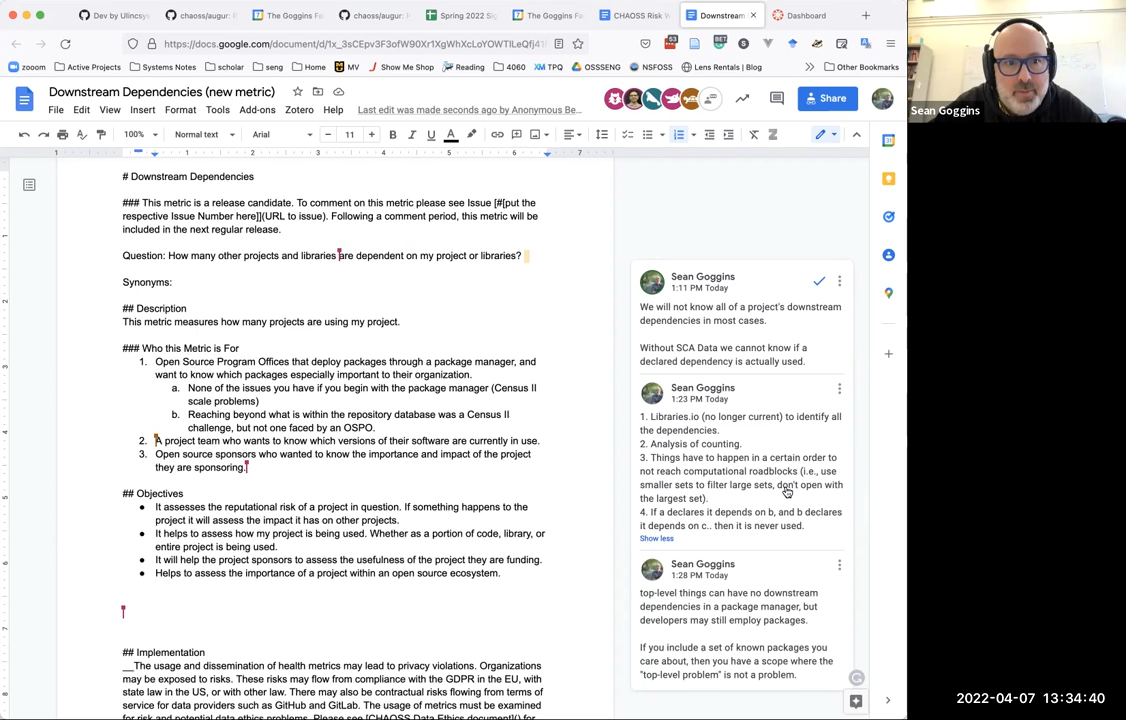 Dev by Ulincsy
chaoss/augur: 
The Goggins Fa
chaoss/augur: 
Spring 2022 Sig
The Goggins Fa
CHAOSS Risk W
Downstream
Dashboard
https://docs.google.com/document/d/1x_3sCEpv3F3ofW90Xr1XgWhXcLoYOWTlLeQfj41
zooom
Active Projects
Systems Notes
scholar
seng
Home
MV
Show Me Shop
Reading
4060
TPQ
OSSSENG
NSFOSS
Lens Rentals | Blog
Other Bookmarks
Downstream Dependencies (new metric)
File Edit View Insert Format Tools Add-ons Zotero Help
Last edit was made seconds ago by Anonymous Be...
Share
100%
Normal text
Arial
11
Sean Goggins
# Downstream Dependencies
### This metric is a release candidate. To comment on this metric please see Issue [#[put the
respective Issue Number here]](URL to issue). Following a comment period, this metric will be
included in the next regular release.
Question: How many other projects and libraries are dependent on my project or libraries?
Synonyms:
## Description
This metric measures how many projects are using my project.
### Who this Metric is For
1. Open Source Program Offices that deploy packages through a package manager, and
want to know which packages especially important to their organization.
a. None of the issues you have if you begin with the package manager (Census II
scale problems)
b. Reaching beyond what is within the repository database was a Census II
challenge, but not one faced by an OSPO.
2. A project team who wants to know which versions of their software are currently in use.
3. Open source sponsors who wanted to know the importance and impact of the project
they are sponsoring.
## Objectives
● It assesses the reputational risk of a project in question. If something happens to the
project it will assess the impact it has on other projects.
● It helps to assess how my project is being used. Whether as a portion of code, library, or
entire project is being used.
● It will help the project sponsors to assess the usefulness of the project they are funding.
● Helps to assess the importance of a project within an open source ecosystem.
## Implementation
__The usage and dissemination of health metrics may lead to privacy violations. Organizations
may be exposed to risks. These risks may flow from compliance with the GDPR in the EU, with
state law in the US, or with other law. There may also be contractual risks flowing from terms of
service for data providers such as GitHub and GitLab. The usage of metrics must be examined
for risk and potential data ethics problems. Please see [CHAOSS Data Ethics document]() for
Sean Goggins
1:11 PM Today
We will not know all of a project's downstream
dependencies in most cases.
Without SCA Data we cannot know if a
declared dependency is actually used.
Sean Goggins
1:23 PM Today
1. Libraries.io (no longer current) to identify all
the dependencies.
2. Analysis of counting.
3. Things have to happen in a certain order to
not reach computational roadblocks (i.e., use
smaller sets to filter large sets, don't open with
the largest set).
4. If a declares it depends on b, and b declares
it depends on c.. then it is never used.
Show less
Sean Goggins
1:28 PM Today
top-level things can have no downstream
dependencies in a package manager, but
developers may still employ packages.
If you include a set of known packages you
care about, then you have a scope where the
"top-level problem" is not a problem.
2022-04-07 13:34:40